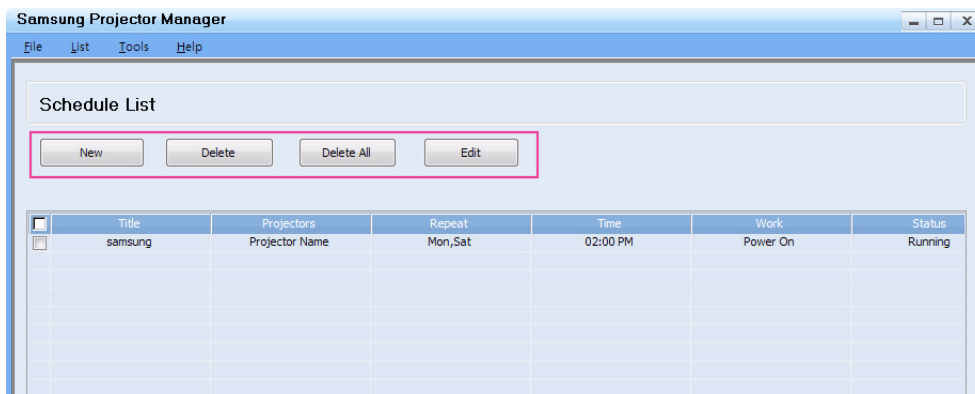 Samsung Projector Manager
File List Tools Help
Schedule List
New Delete Delete All Edit
Title Projectors Repeat Time Work Status
samsung Projector Name Mon,Sat 02:00 PM Power On Running